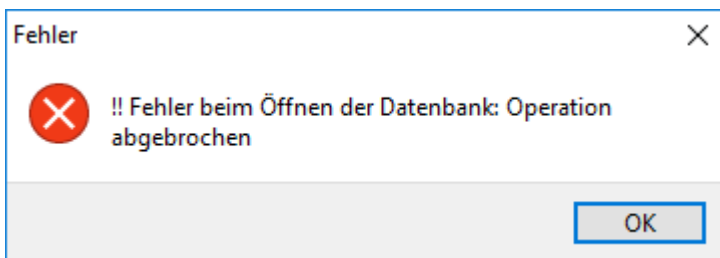 Fehler
!! Fehler beim Öffnen der Datenbank: Operation
abgebrochen
OK